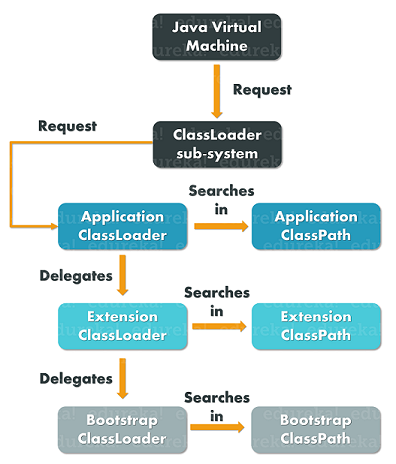 Java Virtual
Machine
Request
Request
ClassLoader
sub-system
Searches
in
Application
ClassLoader
Application
ClassPath
Delegates
Searches
in
Extension
ClassLoader
Extension
ClassPath
Delegates
Searches
in
Bootstrap
ClassLoader
Bootstrap
ClassPath